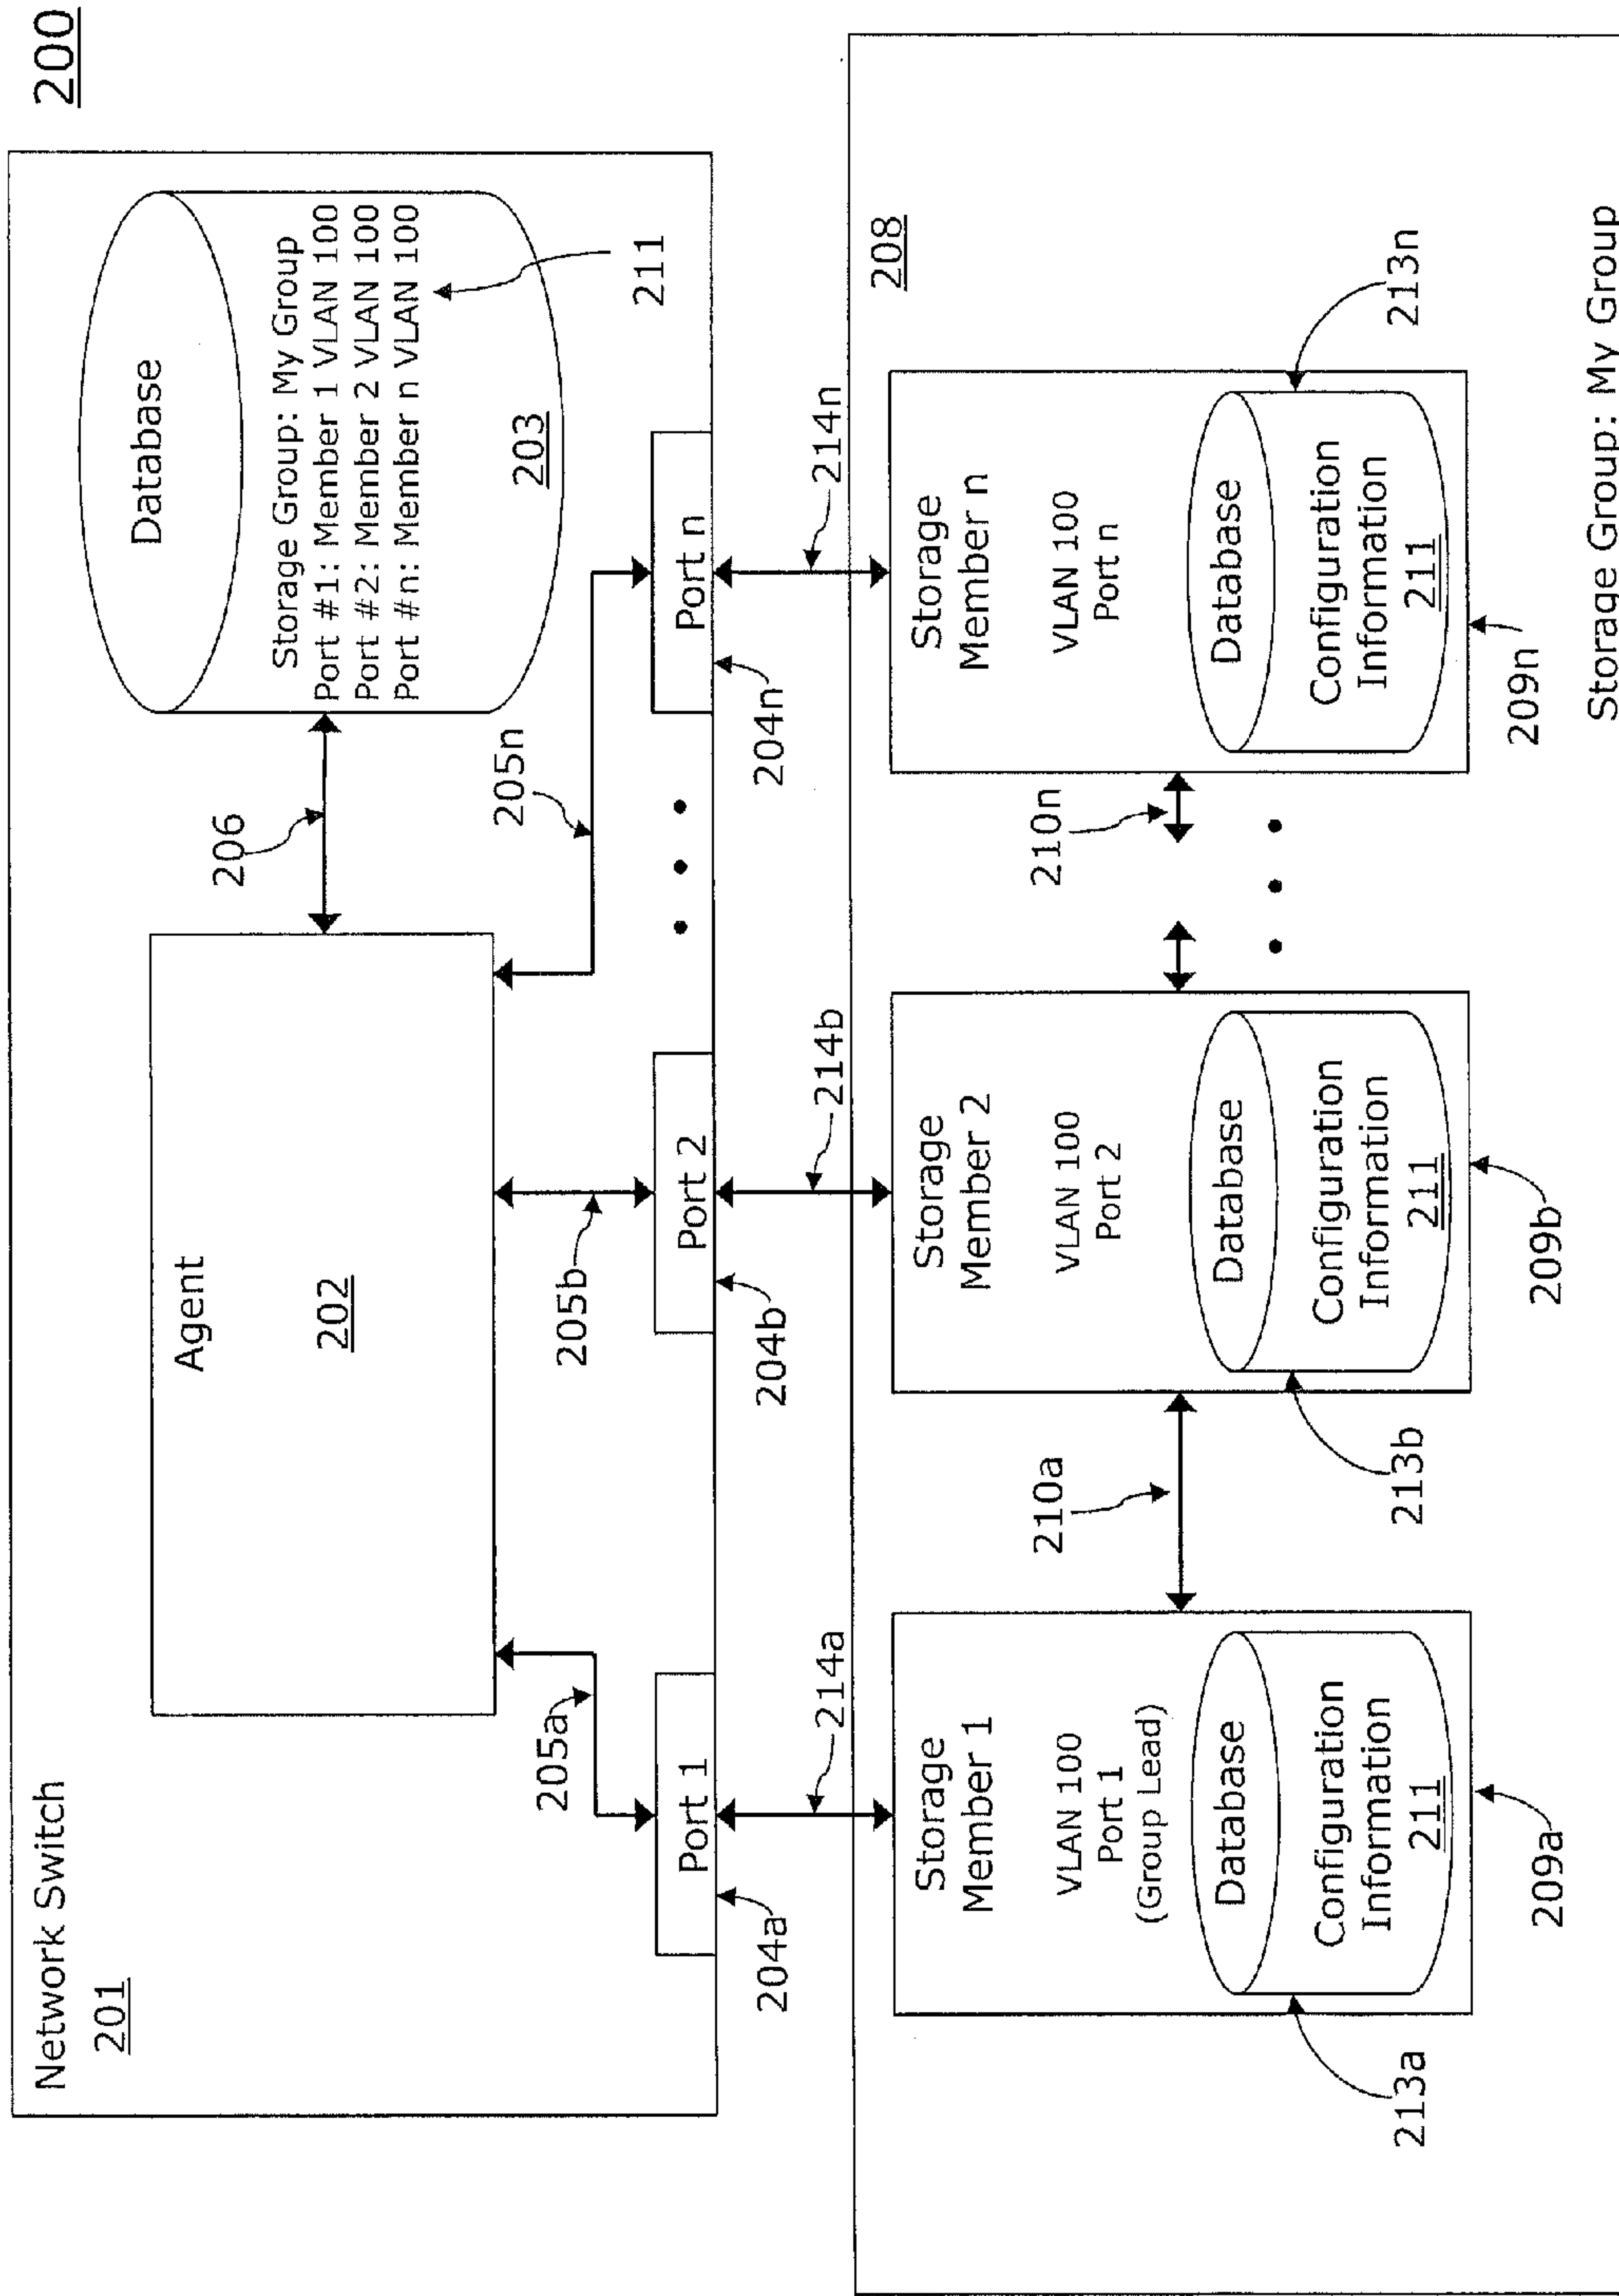 200
Network Switch
201
Agent
202
206
Database
Storage Group: My Group
Port #1: Member 1 VLAN 100
Port #2: Member 2 VLAN 100
Port #n: Member n VLAN 100
203
211
205a
205b
205n
Port 1
Port 2
Port n
204a
204b
204n
214a
214b
214n
208
Storage
Member 1
VLAN 100
Port 1
(Group Lead)
Database
Configuration
Information
211
209a
213a
210a
Storage
Member 2
VLAN 100
Port 2
Database
Configuration
Information
211
209b
213b
210n
Storage
Member n
VLAN 100
Port n
Database
Configuration
Information
211
209n
213n
Storage Group: My Group